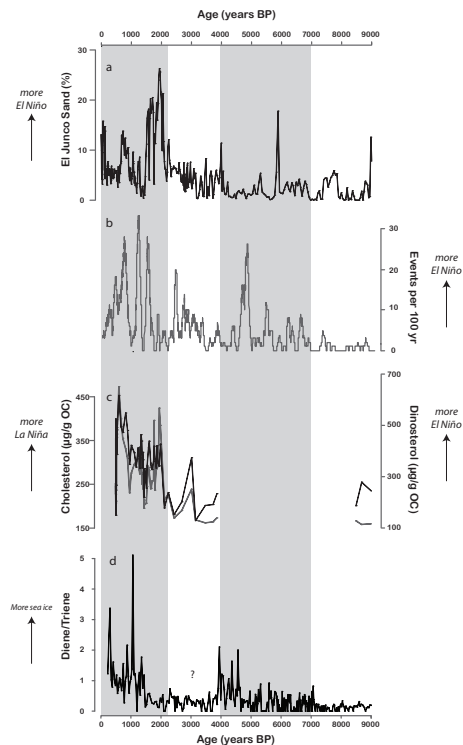 Age (years BP)
0 1000 2000 3000 4000 5000 6000 7000 8000 9000
a
30
20
10
0
El Junco Sand (%)
more
El Niño
b
30
20
10
0
Events per 100 yr
more
El Niño
c
450
350
250
150
Cholesterol (µg/g OC)
more
La Niña
700
500
300
100
Dinosterol (µg/g OC)
more
El Niño
d
5
4
3
2
1
0
Diene/Triene
More sea ice
?
0 1000 2000 3000 4000 5000 6000 7000 8000 9000
Age (years BP)